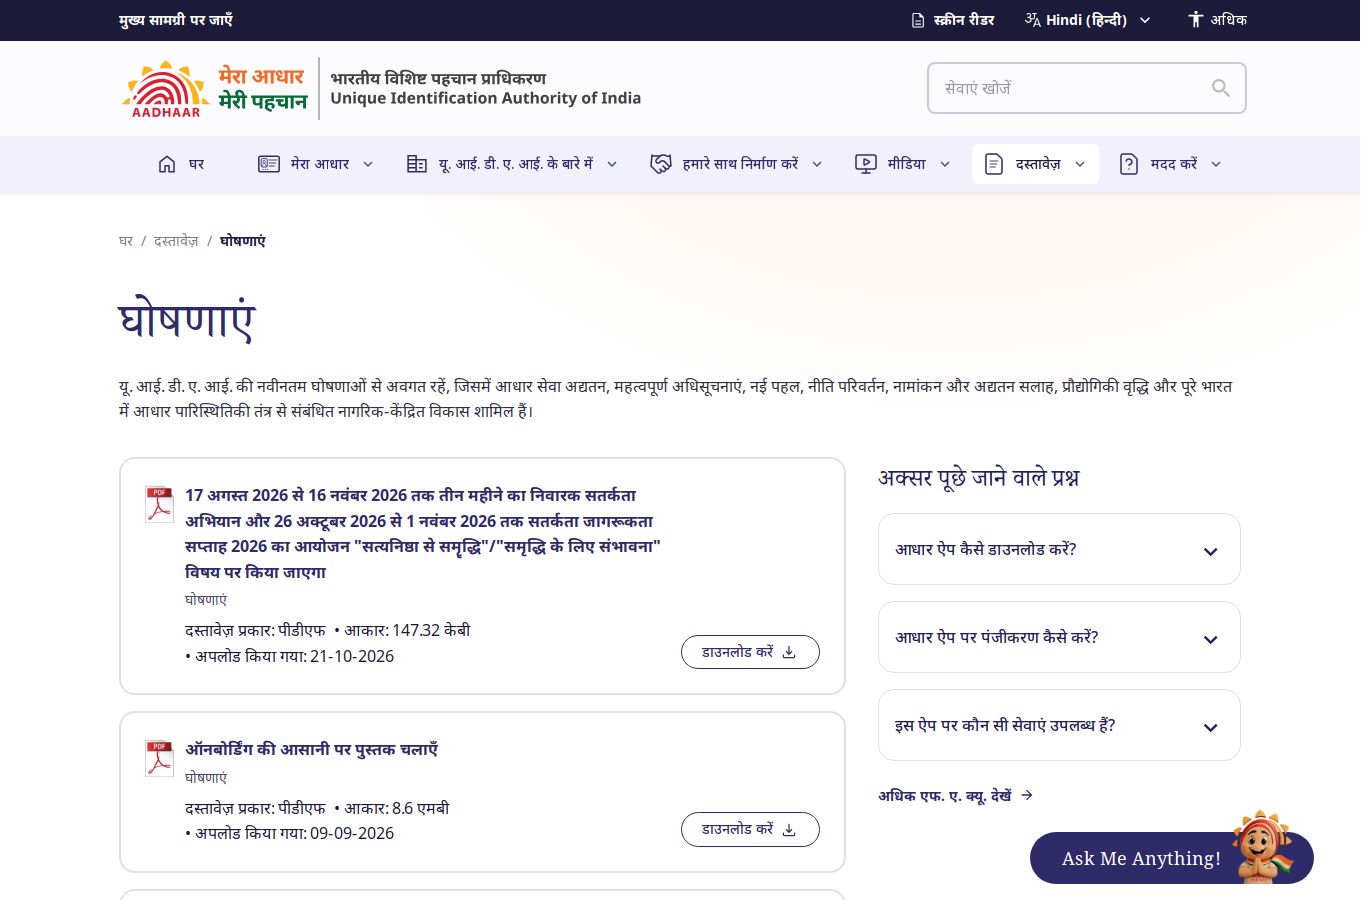 मुख्य सामग्री पर जाएँ
स्क्रीन रीडर
Hindi (हिन्दी)
अधिक
AADHAAR
मेरा आधार
मेरी पहचान
भारतीय विशिष्ट पहचान प्राधिकरण
Unique Identification Authority of India
सेवाएं खोजें
घर
मेरा आधार
यू. आई. डी. ए. आई. के बारे में
हमारे साथ निर्माण करें
मीडिया
दस्तावेज़
मदद करें
घर / दस्तावेज़ / घोषणाएं
घोषणाएं
यू. आई. डी. ए. आई. की नवीनतम घोषणाओं से अवगत रहें, जिसमें आधार सेवा अद्यतन, महत्वपूर्ण अधिसूचनाएं, नई पहल, नीति परिवर्तन, नामांकन और अद्यतन सलाह, प्रौद्योगिकी वृद्धि और पूरे भारत
में आधार पारिस्थितिकी तंत्र से संबंधित नागरिक-केंद्रित विकास शामिल हैं।
PDF
17 अगस्त 2026 से 16 नवंबर 2026 तक तीन महीने का निवारक सतर्कता
अभियान और 26 अक्टूबर 2026 से 1 नवंबर 2026 तक सतर्कता जागरूकता
सप्ताह 2026 का आयोजन "सत्यनिष्ठा से समृद्धि"/"समृद्धि के लिए संभावना"
विषय पर किया जाएगा
घोषणाएं
दस्तावेज़ प्रकार: पीडीएफ • आकार: 147.32 केबी
• अपलोड किया गया: 21-10-2026
डाउनलोड करें
PDF
ऑनबोर्डिंग की आसानी पर पुस्तक चलाएँ
घोषणाएं
दस्तावेज़ प्रकार: पीडीएफ • आकार: 8.6 एमबी
• अपलोड किया गया: 09-09-2026
डाउनलोड करें
अक्सर पूछे जाने वाले प्रश्न
आधार ऐप कैसे डाउनलोड करें?
आधार ऐप पर पंजीकरण कैसे करें?
इस ऐप पर कौन सी सेवाएं उपलब्ध हैं?
अधिक एफ. ए. क्यू. देखें
Ask Me Anything!